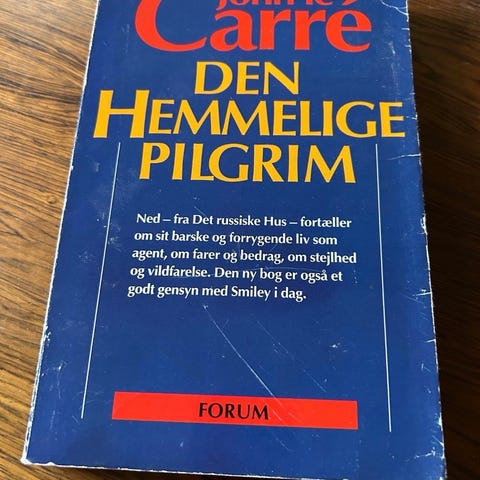 John le
Carré
DEN
HEMMELIGE
PILGRIM
Ned – fra Det russiske Hus – fortæller
om sit barske og forrygende liv som
agent, om farer og bedrag, om stejlhed
og vildfarelse. Den ny bog er også et
godt gensyn med Smiley i dag.
FORUM